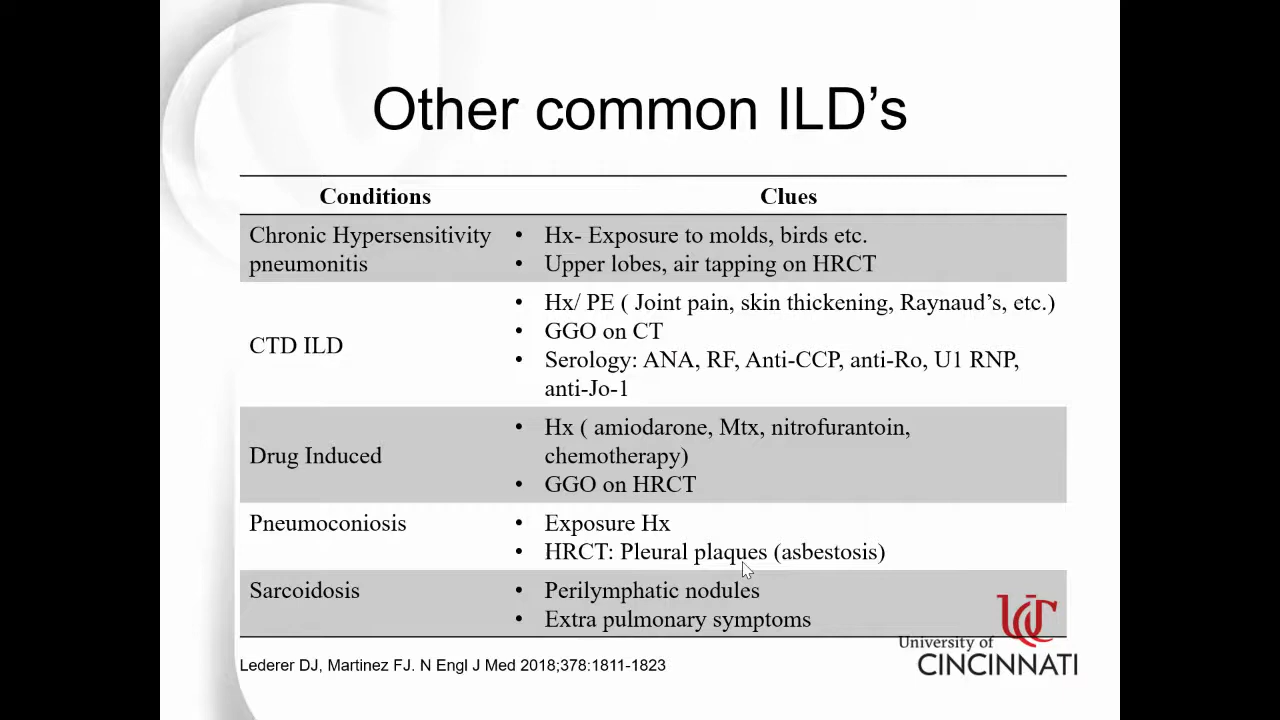 Other common ILD’s
Conditions
Clues
Chronic Hypersensitivity
pneumonitis
• Hx- Exposure to molds, birds etc.
• Upper lobes, air tapping on HRCT
CTD ILD
• Hx/ PE ( Joint pain, skin thickening, Raynaud’s, etc.)
• GGO on CT
• Serology: ANA, RF, Anti-CCP, anti-Ro, U1 RNP,
anti-Jo-1
Drug Induced
• Hx ( amiodarone, Mtx, nitrofurantoin,
chemotherapy)
• GGO on HRCT
Pneumoconiosis
• Exposure Hx
• HRCT: Pleural plaques (asbestosis)
Sarcoidosis
• Perilymphatic nodules
• Extra pulmonary symptoms
Lederer DJ, Martinez FJ. N Engl J Med 2018;378:1811-1823
UC
University of
CINCINNATI